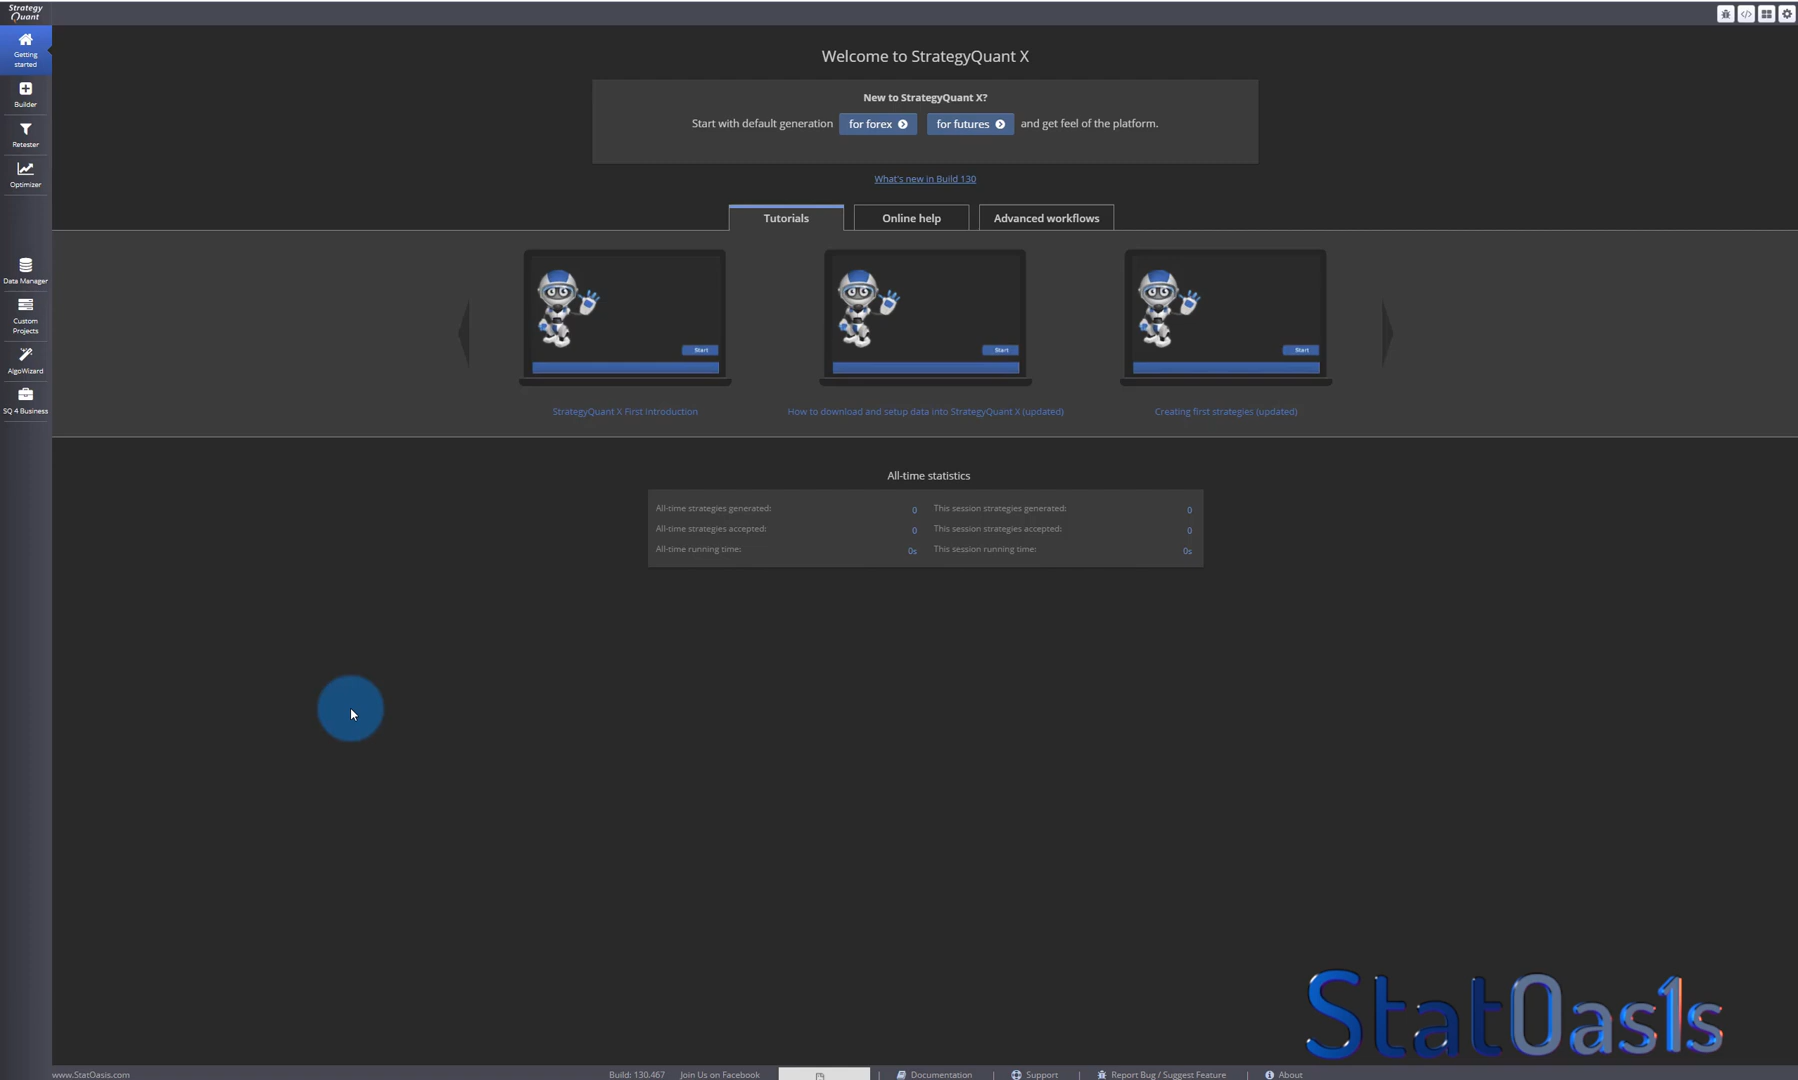 Strategy
Quant
Getting
started
Builder
Retester
Optimizer
Data Manager
Custom
Projects
AlgoWizard
SQ 4 Business
Welcome to StrategyQuant X
New to StrategyQuant X?
Start with default generation for forex for futures and get feel of the platform.
What's new in Build 130
Tutorials Online help Advanced workflows
Start Start Start
StrategyQuant X First Introduction How to download and setup data into StrategyQuant X (updated) Creating first strategies (updated)
All-time statistics
All-time strategies generated: 0 This session strategies generated: 0
All-time strategies accepted: 0 This session strategies accepted: 0
All-time running time: 0s This session running time: 0s
StatOas1s
www.StatOasis.com Build: 130.467 Join Us on Facebook | Documentation | Support | Report Bug / Suggest Feature | About